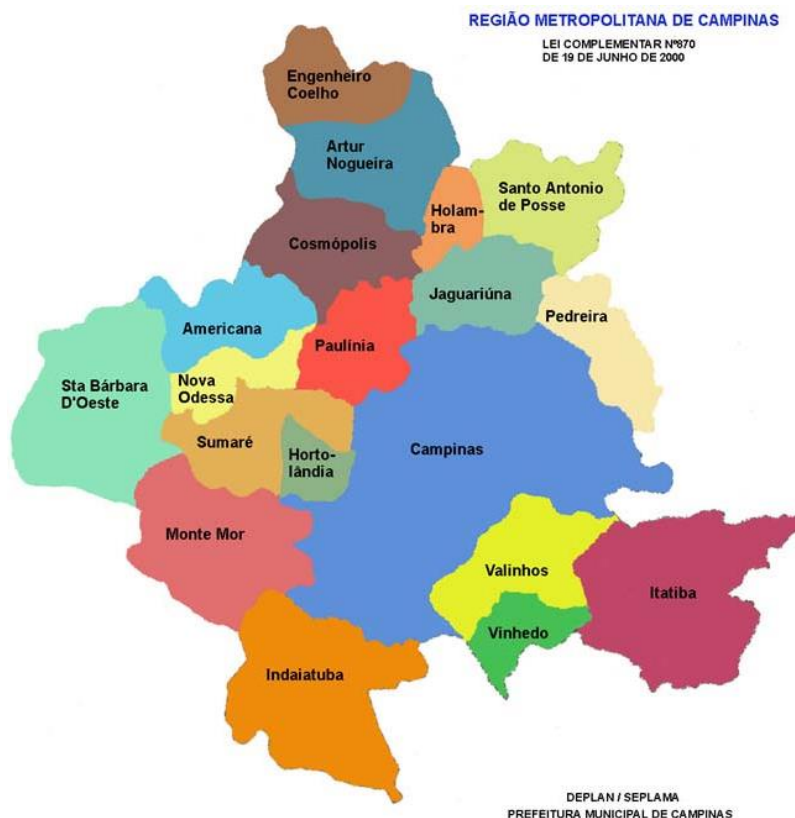 REGIÃO METROPOLITANA DE CAMPINAS
LEI COMPLEMENTAR Nº870
DE 19 DE JUNHO DE 2000
Engenheiro
Coelho
Artur
Nogueira
Santo Antonio
de Posse
Holam-
bra
Cosmópolis
Jaguariúna
Pedreira
Americana
Paulínia
Nova
Odessa
Sta Bárbara
D'Oeste
Sumaré
Horto-
lândia
Campinas
Monte Mor
Valinhos
Itatiba
Vinhedo
Indaiatuba
DEPLAN / SEPLAMA
PREFEITURA MUNICIPAL DE CAMPINAS